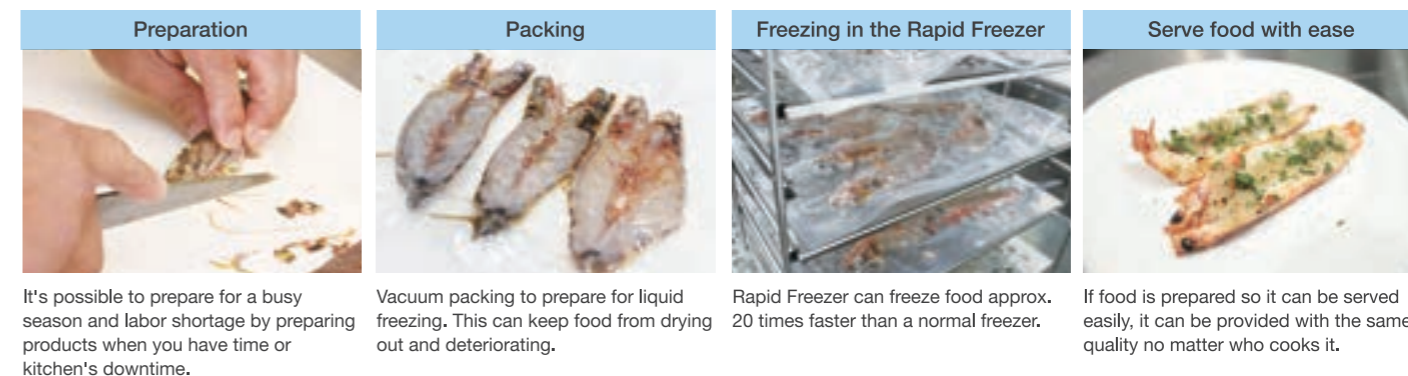 Preparation
It's possible to prepare for a busy
season and labor shortage by preparing
products when you have time or
kitchen's downtime.
Packing
Vacuum packing to prepare for liquid
freezing. This can keep food from drying
out and deteriorating.
Freezing in the Rapid Freezer
Rapid Freezer can freeze food approx.
20 times faster than a normal freezer.
Serve food with ease
If food is prepared so it can be served
easily, it can be provided with the same
quality no matter who cooks it.